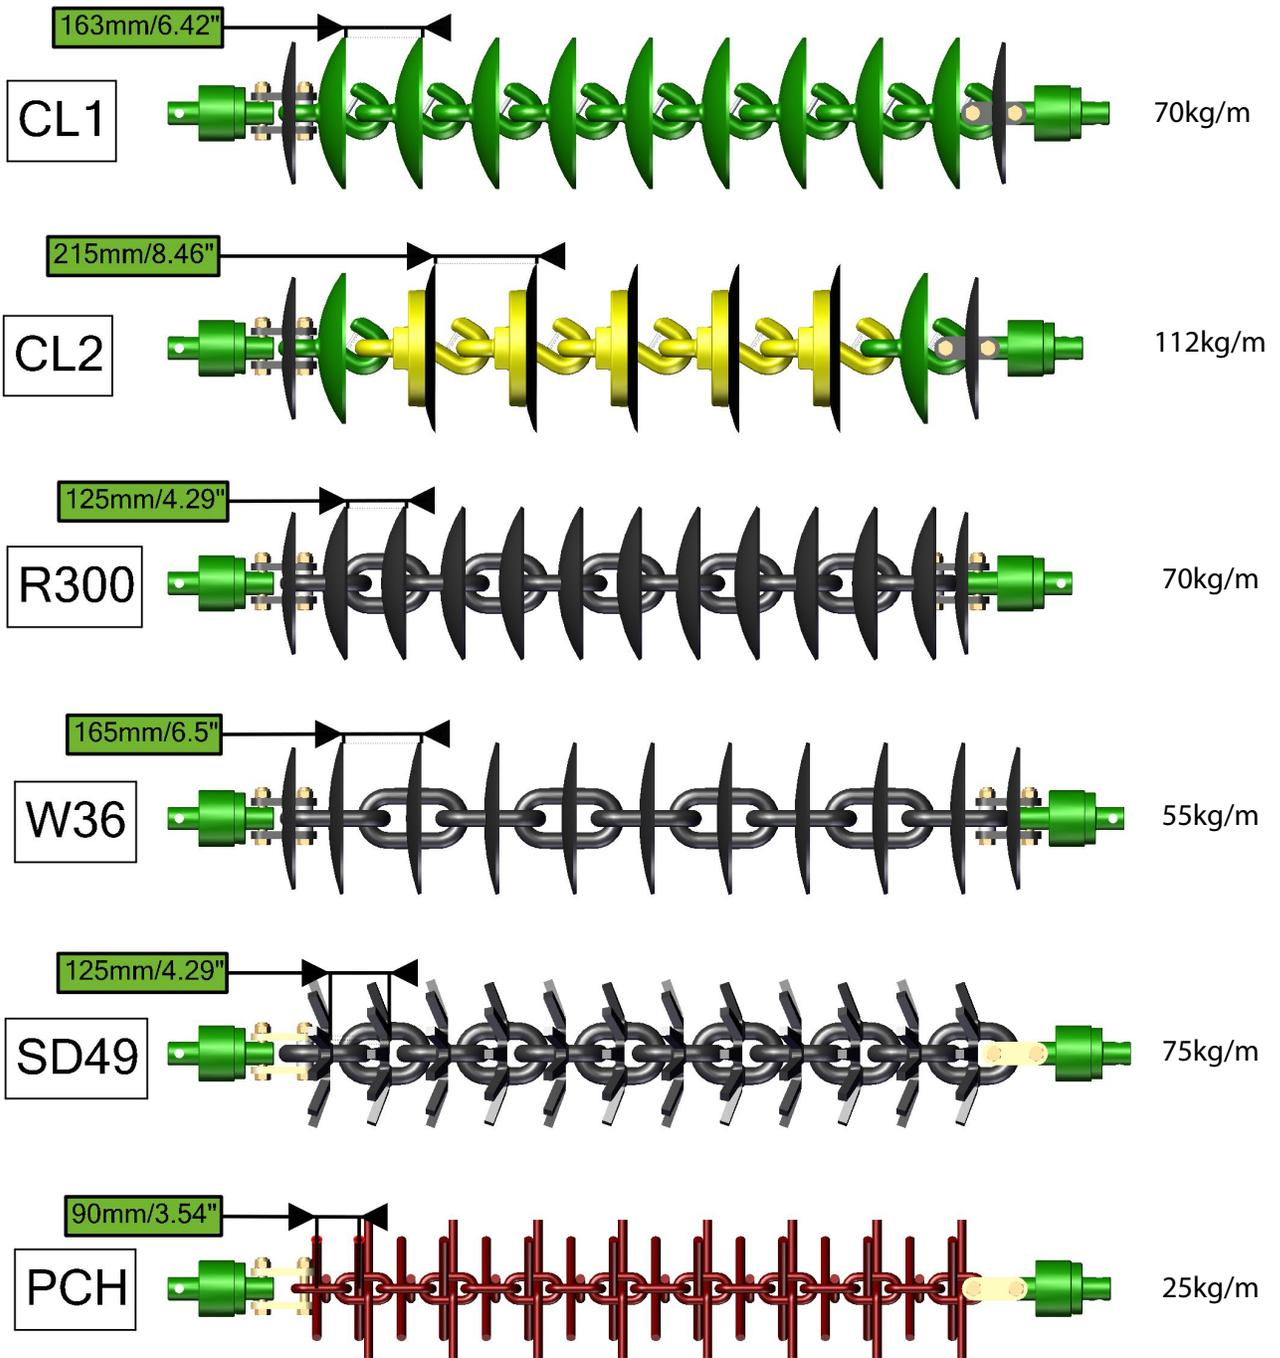 163mm/6.42"
CL1
70kg/m
215mm/8.46"
CL2
112kg/m
125mm/4.29"
R300
70kg/m
165mm/6.5"
W36
55kg/m
125mm/4.29"
SD49
75kg/m
90mm/3.54"
PCH
25kg/m